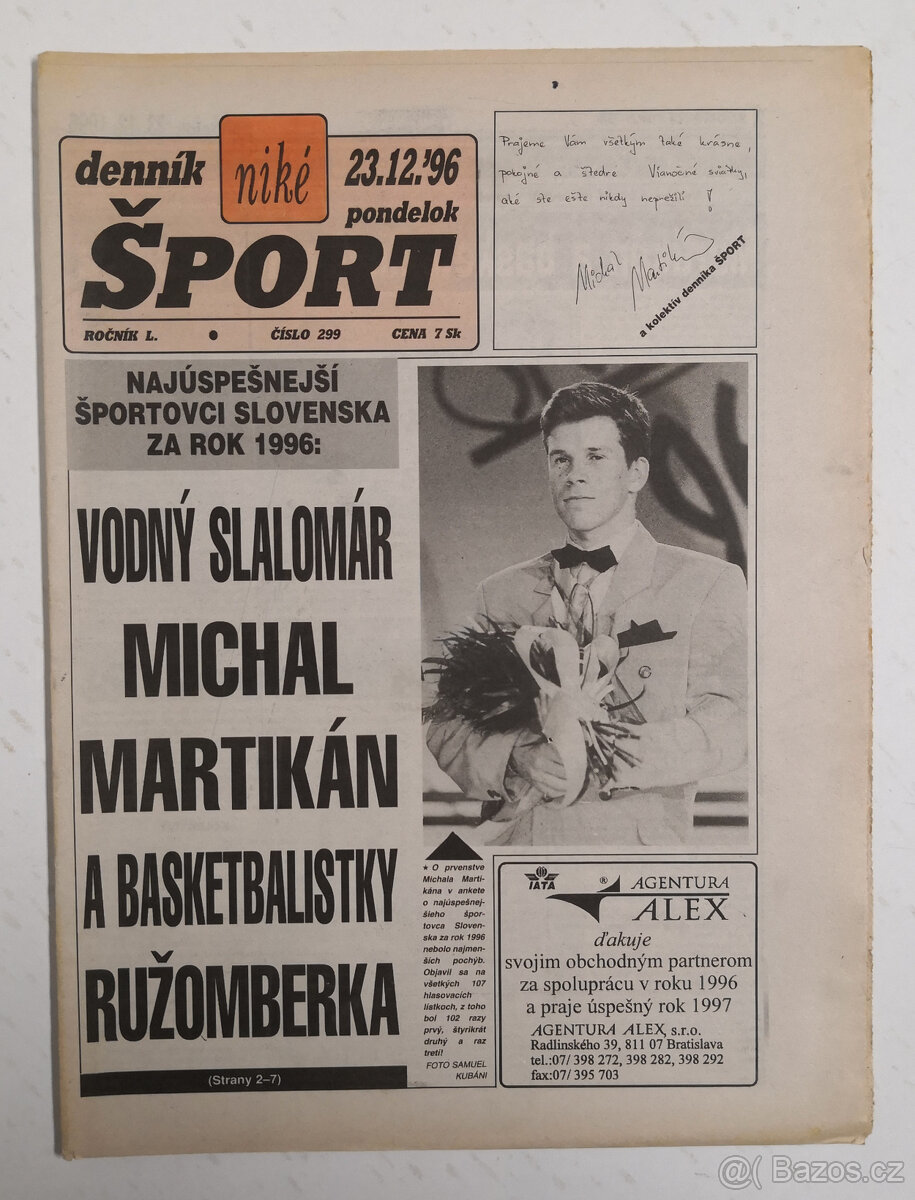 denník
niké
23.12.'96
pondelok
ŠPORT
ROČNÍK L. • ČÍSLO 299 CENA 7 Sk
Prajeme Vám všetkým také krásne,
pokojné a štedre Vianočné sviatky,
aké ste ešte nikdy neprežili !
Michal Martikán
a kolektív denníka ŠPORT
NAJÚSPEŠNEJŠÍ
ŠPORTOVCI SLOVENSKA
ZA ROK 1996:
VODNÝ SLALOMÁR
MICHAL
MARTIKÁN
A BASKETBALISTKY
RUŽOMBERKA
(Strany 2–7)
★ O prvenstve
Michala Marti-
kána v ankete
o najúspešnej-
šieho špor-
tovca Sloven-
ska za rok 1996
nebolo najmen-
ších pochýb.
Objavil sa na
všetkých 107
hlasovacích
lístkoch, z toho
bol 102 razy
prvý, štyrikrát
druhý a raz
tretí!
FOTO SAMUEL
KUBÁNI
IATA
® AGENTURA
ALEX
ďakuje
svojim obchodným partnerom
za spoluprácu v roku 1996
a praje úspešný rok 1997
AGENTURA ALEX, s.r.o.
Radlinského 39, 811 07 Bratislava
tel.:07/ 398 272, 398 282, 398 292
fax:07/ 395 703
@( Bazos.cz